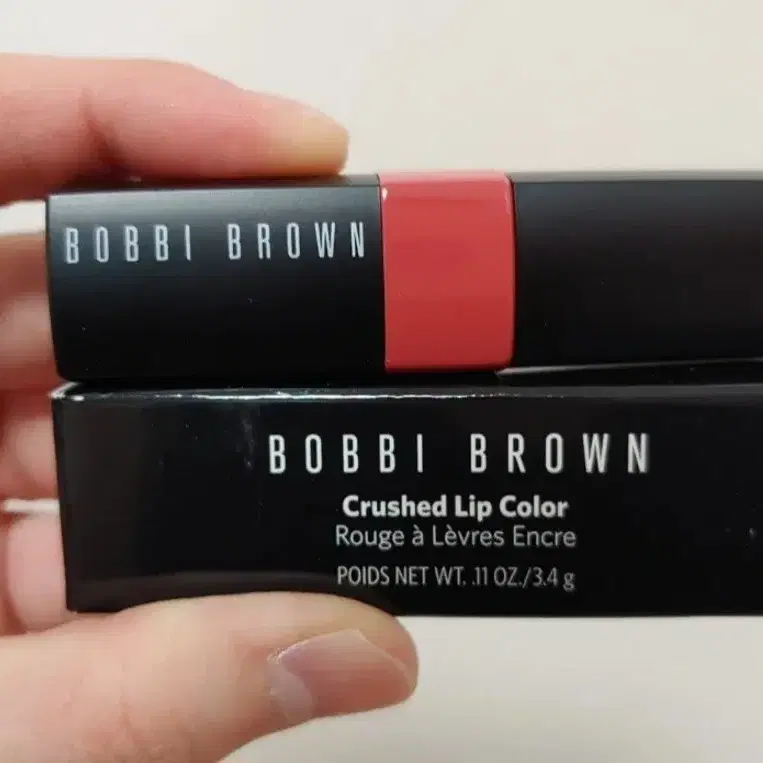 BOBBI BROWN
BOBBI BROWN
Crushed Lip Color
Rouge à Lèvres Encre
POIDS NET WT. .11 OZ./3.4 g